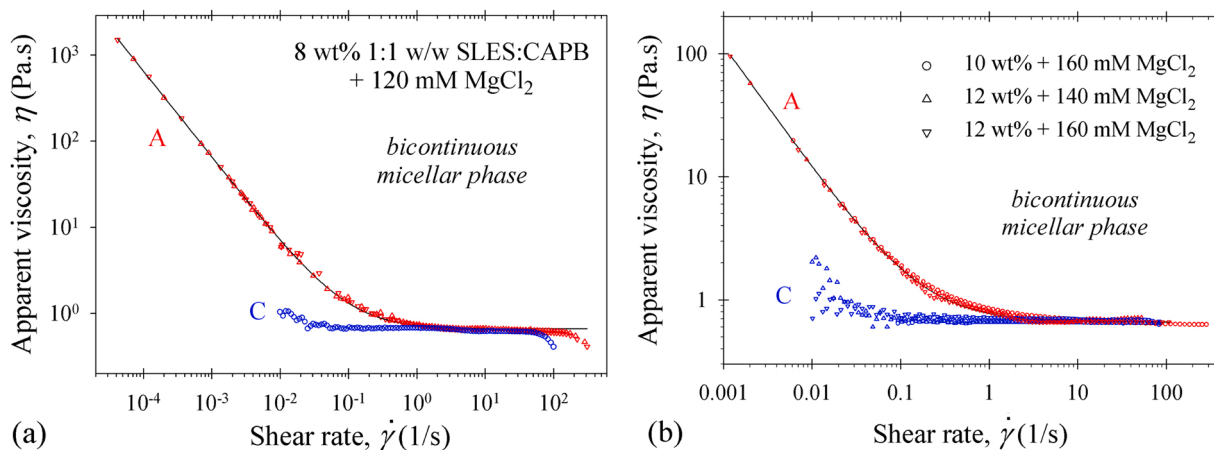 8 wt% 1:1 w/w SLES:CAPB
+ 120 mM MgCl₂
bicontinuous
micellar phase
A
C
Apparent viscosity, η (Pa.s)
10³
10²
10¹
10⁰
10⁻⁴
10⁻³
10⁻²
10⁻¹
10⁰
10¹
10²
Shear rate, γ̇ (1/s)
(a)
10 wt% + 160 mM MgCl₂
12 wt% + 140 mM MgCl₂
12 wt% + 160 mM MgCl₂
bicontinuous
micellar phase
A
C
Apparent viscosity, η (Pa.s)
100
10
1
0.001
0.01
0.1
1
10
100
Shear rate, γ̇ (1/s)
(b)